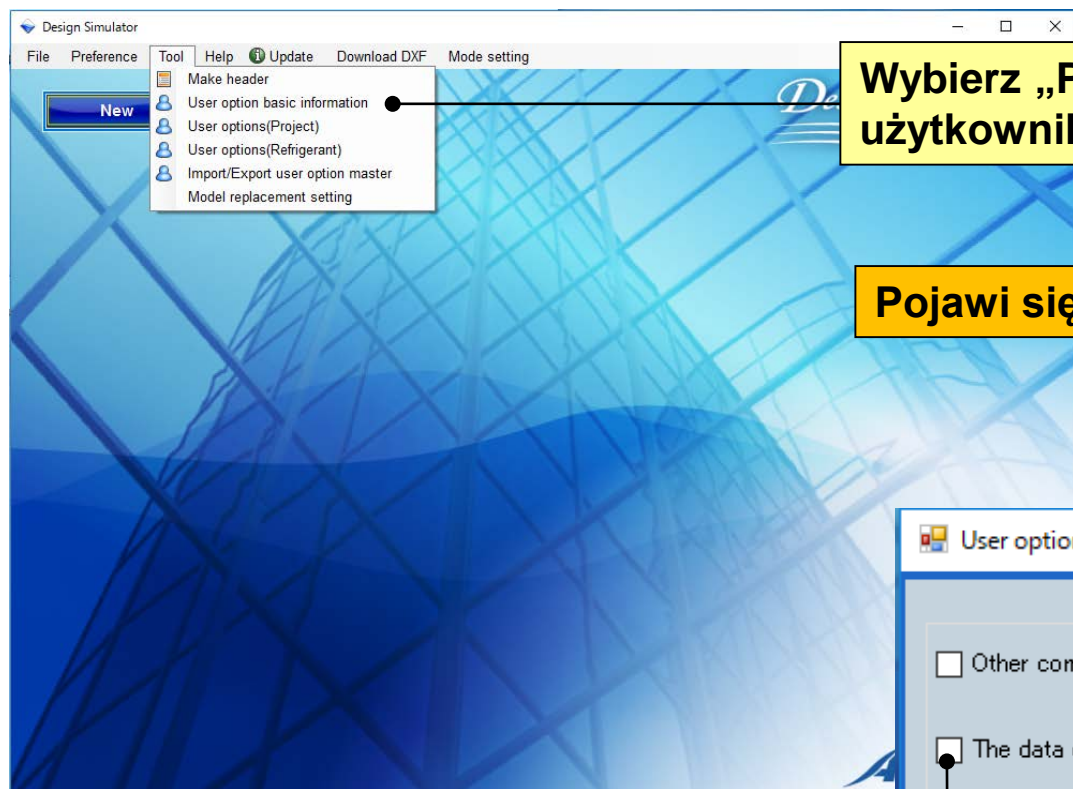 Design Simulator
File Preference Tool Help Update Download DXF Mode setting
Make header
User option basic information
User options(Project)
User options(Refrigerant)
Import/Export user option master
Model replacement setting
New
Wybierz „P
użytkownil
Pojawi się
User option
Other com
The data